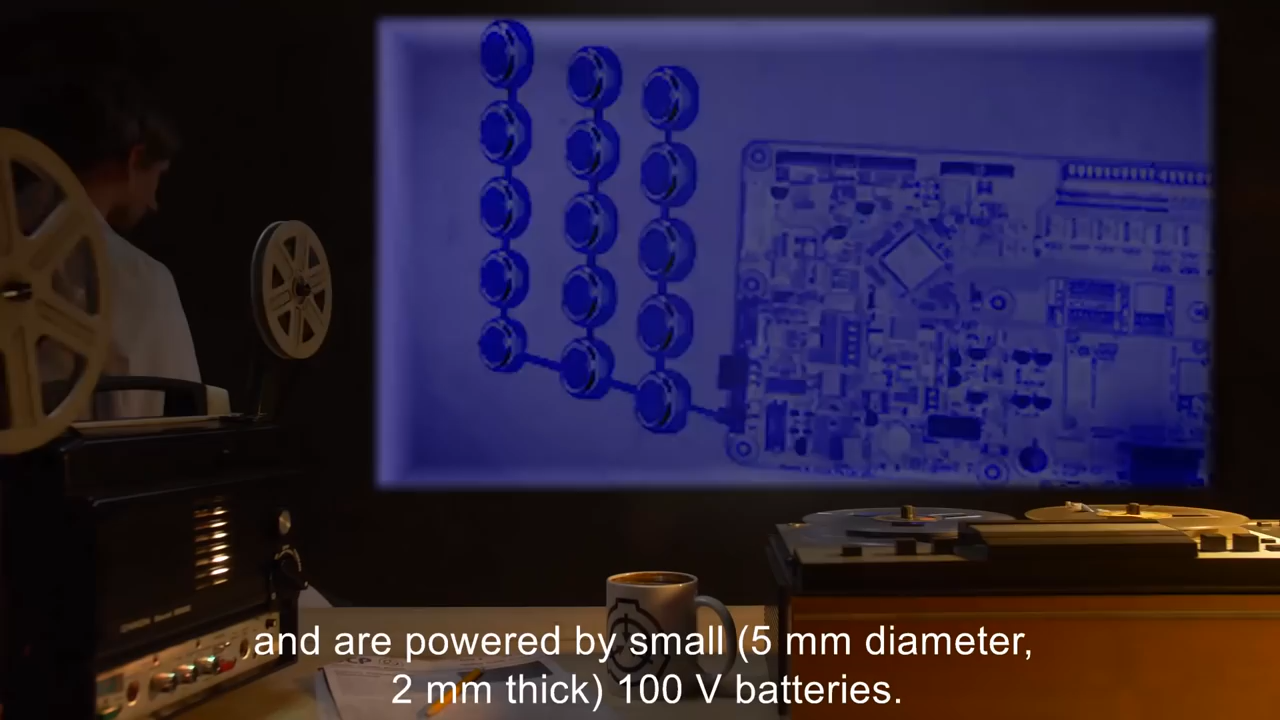 and are powered by small (5 mm diameter,
2 mm thick) 100 V batteries.